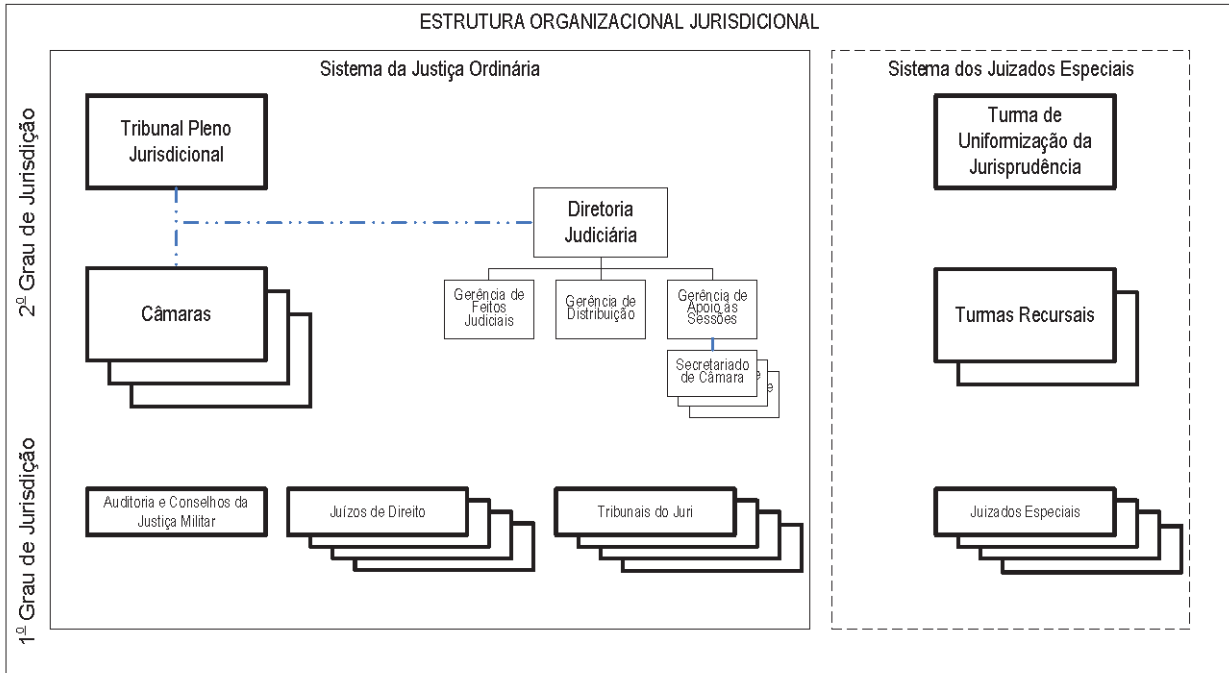 ESTRUTURA ORGANIZACIONAL JURISDICIONAL
Sistema da Justiça Ordinária
Sistema dos Juizados Especiais
2º Grau de Jurisdição
Tribunal Pleno
Jurisdicional
Turma de
Uniformização da
Jurisprudência
Diretoria
Judiciária
Câmaras
Gerência de
Feitos
Judiciais
Gerência de
Distribuição
Gerência de
Apoio às
Sessões
Secretariado
de Câmara
e
e
Turmas Recursais
1º Grau de Jurisdição
Auditoria e Conselhos da
Justiça Militar
Juízos de Direito
Tribunais do Juri
Juizados Especiais